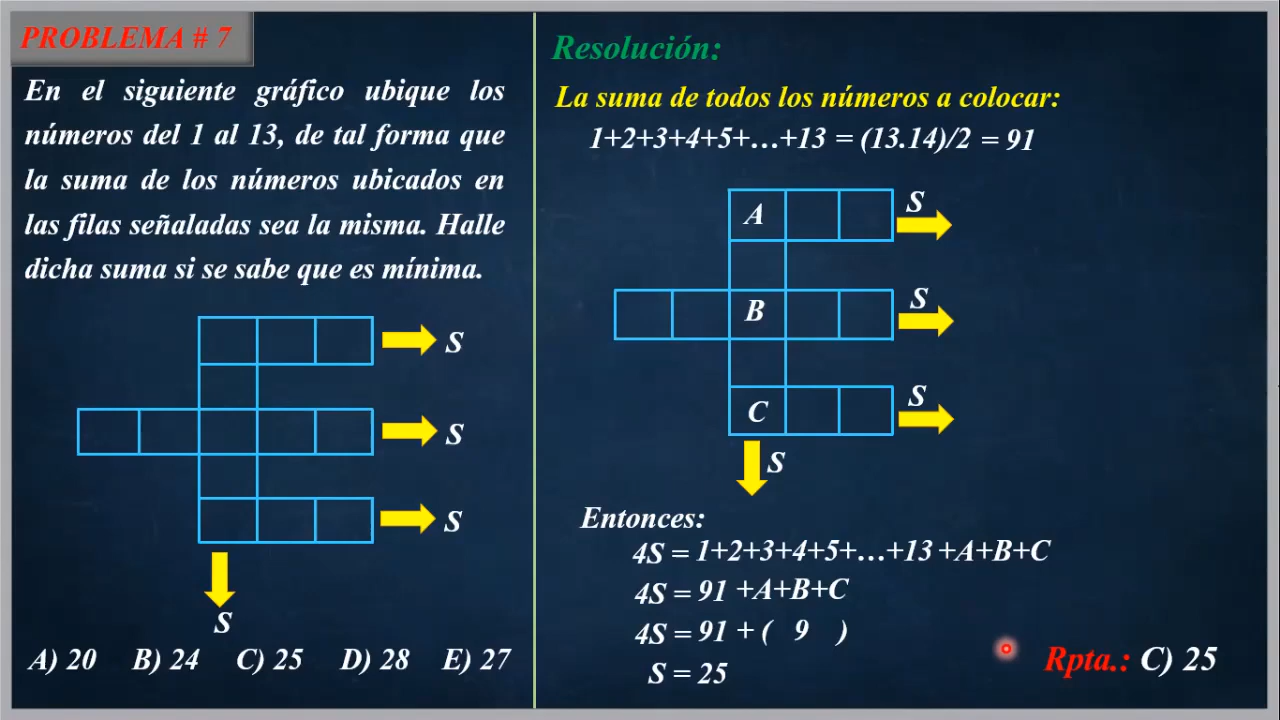 PROBLEMA # 7
En el siguiente gráfico ubique los
números del 1 al 13, de tal forma que
la suma de los números ubicados en
las filas señaladas sea la misma. Halle
dicha suma si se sabe que es mínima.
S
S
S
S
A) 20 B) 24 C) 25 D) 28 E) 27
Resolución:
La suma de todos los números a colocar:
1+2+3+4+5+…+13 = (13.14)/2 = 91
A S
B S
C S
S
Entonces:
4S = 1+2+3+4+5+…+13 +A+B+C
4S = 91 +A+B+C
4S = 91 + ( 9 )
S = 25
Rpta.: C) 25